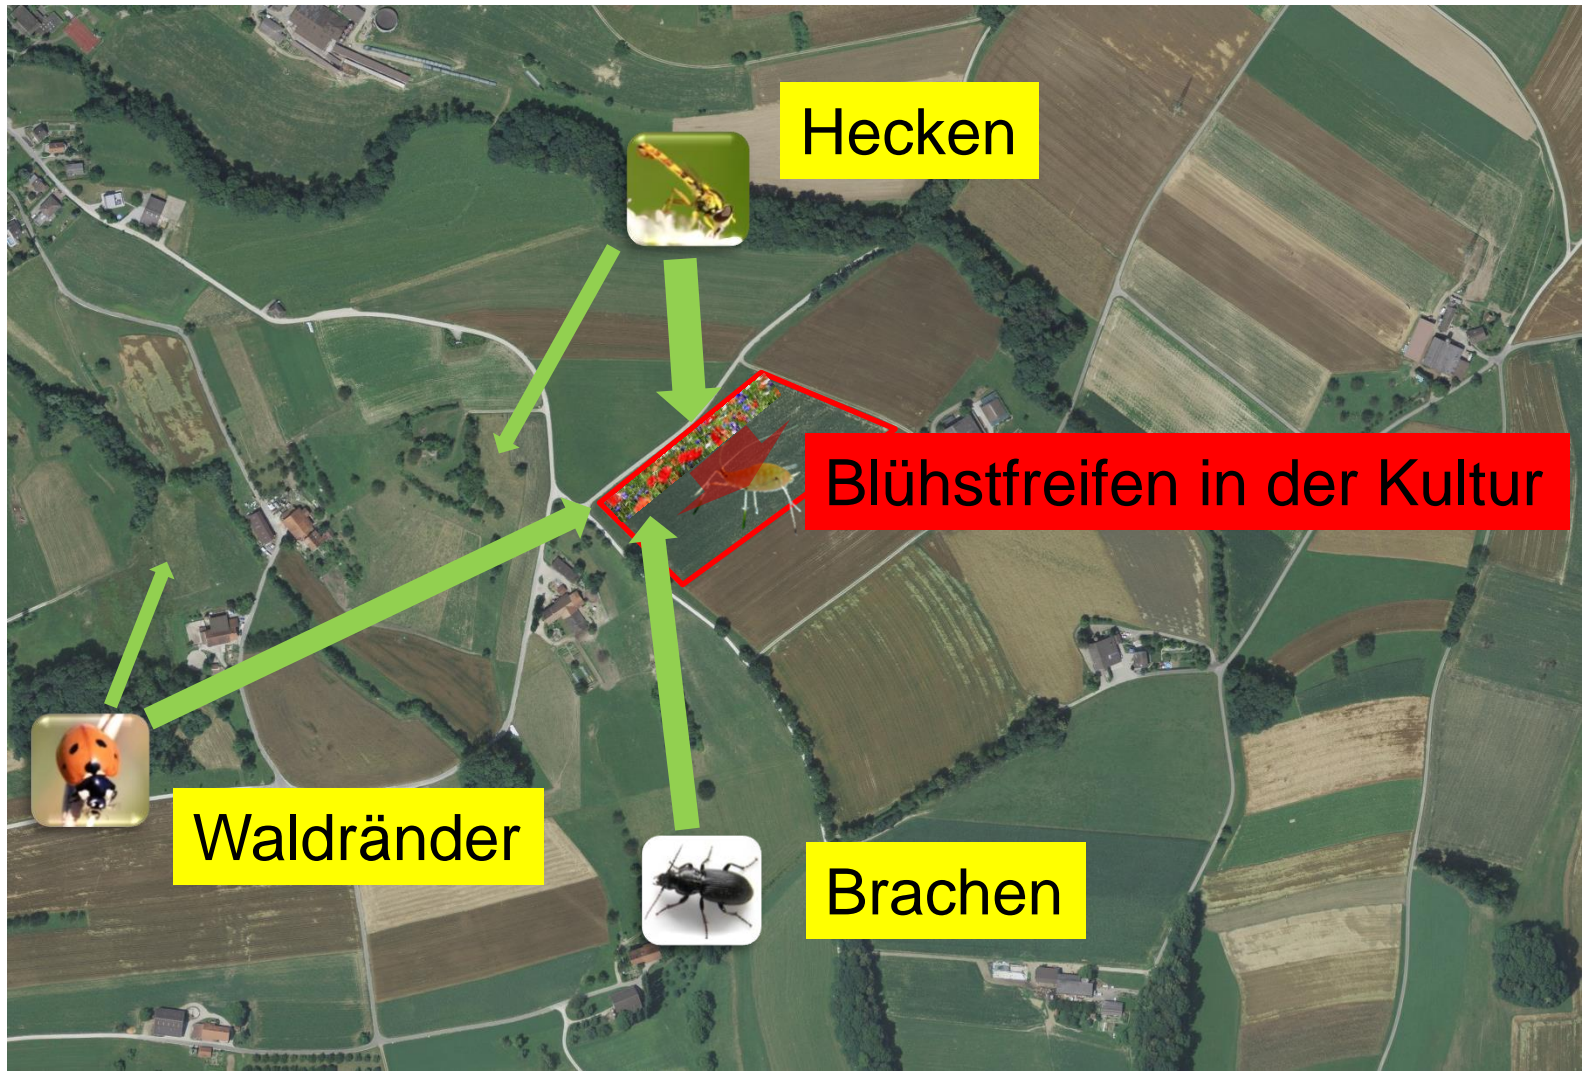 Hecken
Blühstfreifen in der Kultur
Waldränder
Brachen